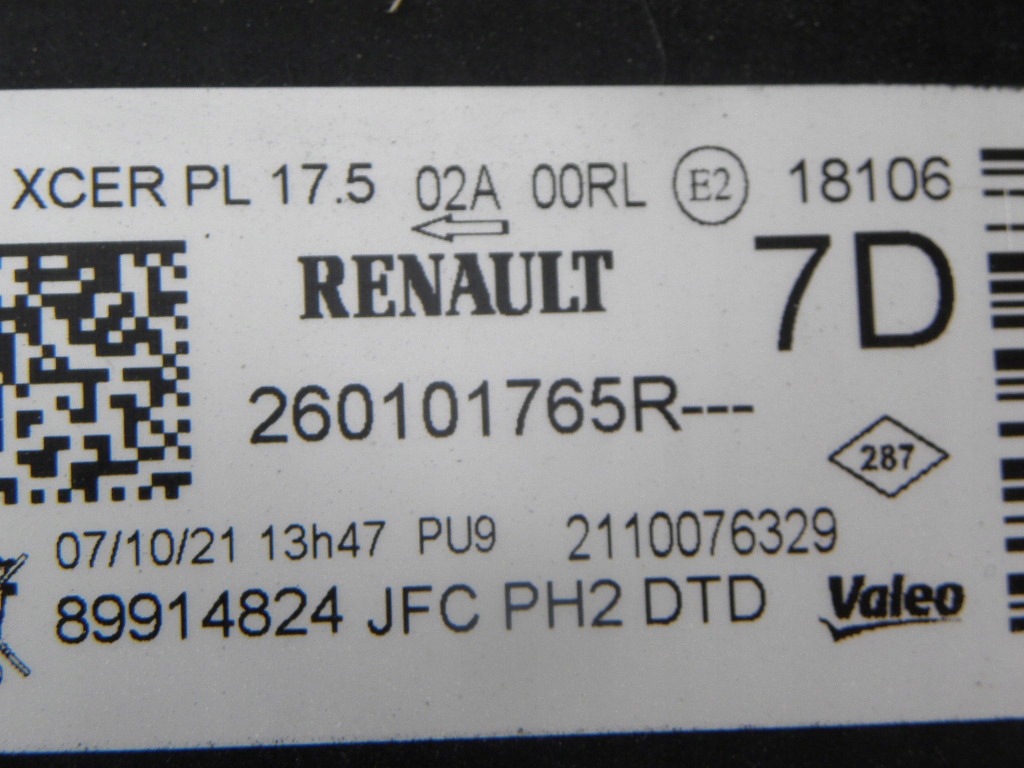 XCER PL 17.5 02A 00RL E2 18106
RENAULT 7D
260101765R---
287
07/10/21 13h47 PU9 2110076329
89914824 JFC PH2 DTD Valeo